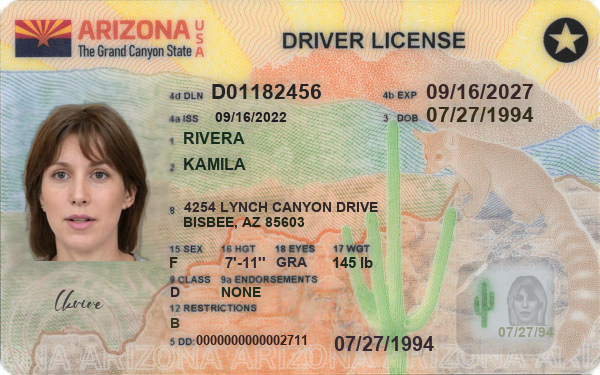 ARIZONA USA
The Grand Canyon State
DRIVER LICENSE
4d DLN D01182456 4b EXP 09/16/2027
4a ISS 09/16/2022 3 DOB 07/27/1994
1 RIVERA
2 KAMILA
8 4254 LYNCH CANYON DRIVE
BISBEE, AZ 85603
15 SEX 16 HGT 18 EYES 17 WGT
F 7'-11" GRA 145 lb
9 CLASS 9a ENDORSEMENTS
D NONE
12 RESTRICTIONS
B
5 DD: 0000000000002711 07/27/1994
07/27/94
ARIZONA ARIZONA ARIZONA ARIZONA